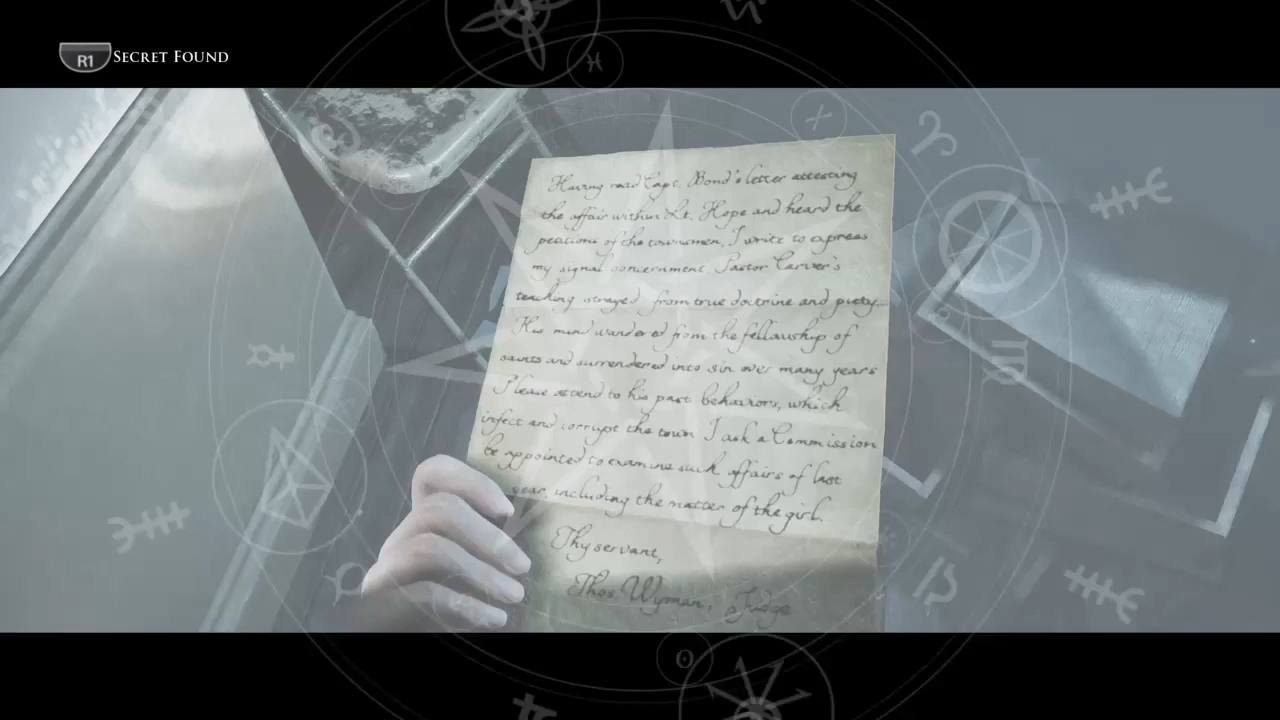 R1 SECRET FOUND
Having read Capt. Bond's letter attesting
the affair within Lt. Hope and heard the
petitions of the townsmen, I write to express
my signal concernment. Pastor Carver's
teaching strayed from true doctrine and piety...
His mind wandered from the fellowship of
saints and surrendered into sin over many years
Please attend to his past behaviors, which
infect and corrupt the town I ask a Commission
be appointed to examine such affairs of last
year, including the matter of the girl.
Thy servant,
Thos. Wyman, Judge